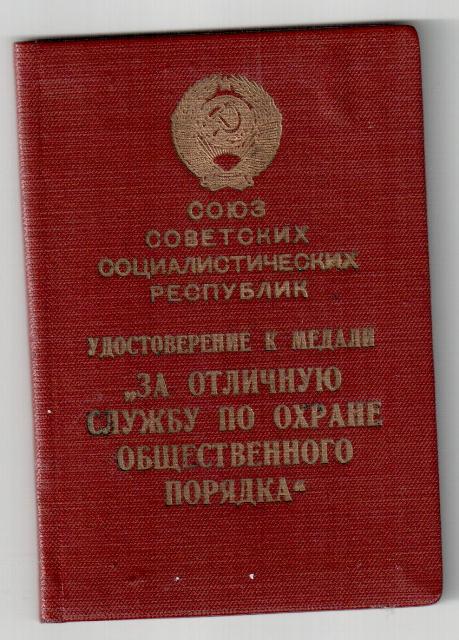 СОЮЗ
СОВЕТСКИХ
СОЦИАЛИСТИЧЕСКИХ
РЕСПУБЛИК
УДОСТОВЕРЕНИЕ К МЕДАЛИ
„ЗА ОТЛИЧНУЮ
СЛУЖБУ ПО ОХРАНЕ
ОБЩЕСТВЕННОГО
ПОРЯДКА“